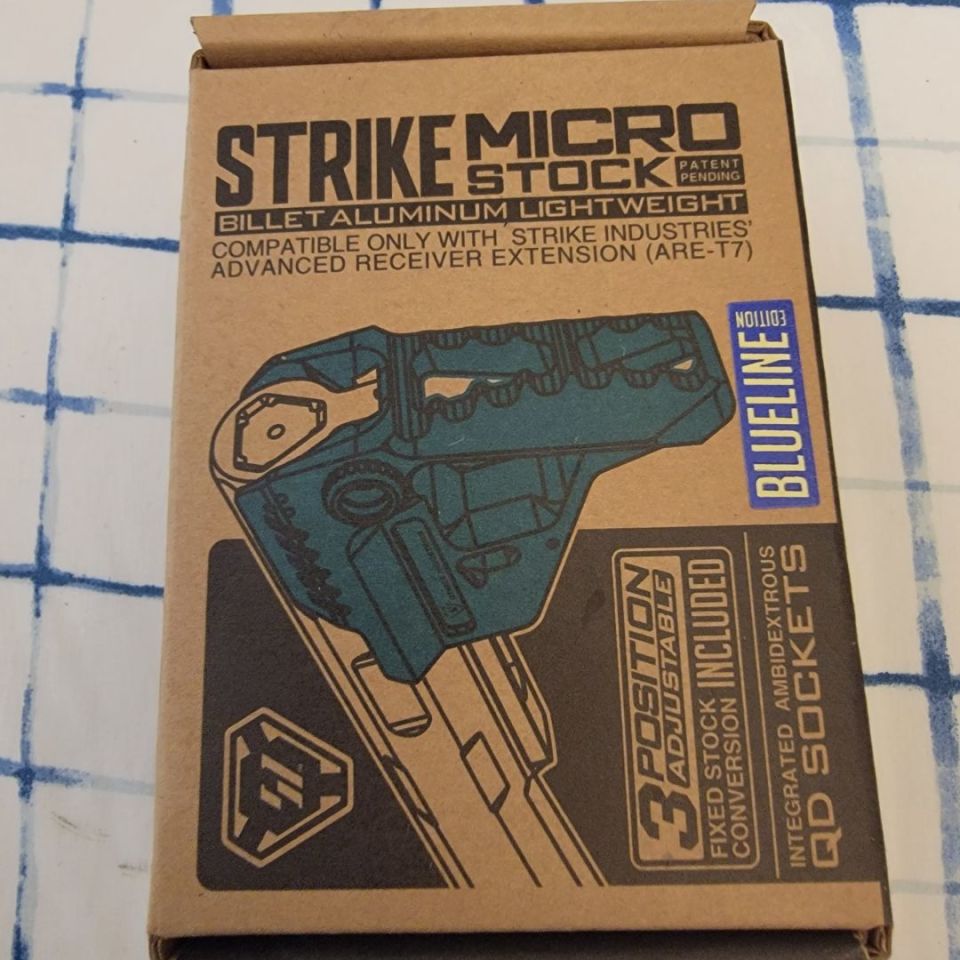 STRIKE MICRO
STOCK PATENT
PENDING
BILLET ALUMINUM, LIGHTWEIGHT
COMPATIBLE ONLY WITH STRIKE INDUSTRIES'
ADVANCED RECEIVER EXTENSION (ARE-T7)
BLUELINE EDITION
3 POSITION
ADJUSTABLE
FIXED STOCK
CONVERSION INCLUDED
INTEGRATED AMBIDEXTROUS
QD SOCKETS
SI